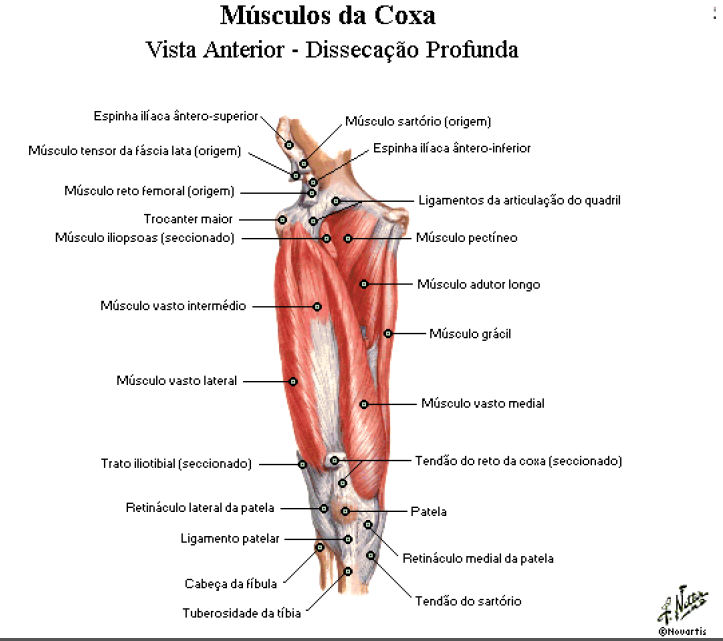 Músculos da Coxa
Vista Anterior - Dissecação Profunda
Espinha ilíaca ântero-superior
Músculo sartório (origem)
Músculo tensor da fáscia lata (origem)
Espinha ilíaca ântero-inferior
Músculo reto femoral (origem)
Ligamentos da articulação do quadril
Trocanter maior
Músculo iliopsoas (seccionado)
Músculo pectíneo
Músculo adutor longo
Músculo vasto intermédio
Músculo grácil
Músculo vasto lateral
Músculo vasto medial
Trato iliotibial (seccionado)
Tendão do reto da coxa (seccionado)
Retináculo lateral da patela
Patela
Ligamento patelar
Retináculo medial da patela
Cabeça da fíbula
Tendão do sartório
Tuberosidade da tíbia
©Novartis